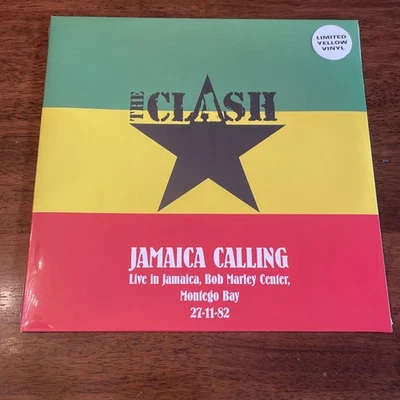 LIMITED
YELLOW
VINYL
THE CLASH
JAMAICA CALLING
Live in Jamaica, Bob Marley Center,
Montego Bay
27-11-82